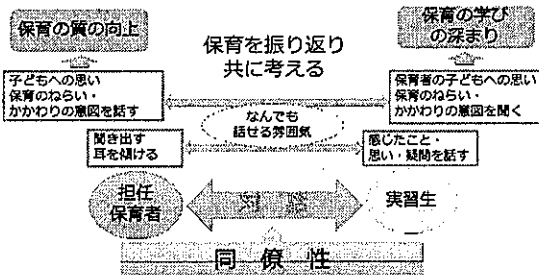 保育の質の向上
保育の学び
の深まり
保育を振り返り
共に考える
子どもへの思い
保育のねらい・
かかわりの意図を話す
保育者の子どもへの思い
保育のねらい・
かかわりの意図を聞く
なんでも
話せる雰囲気
聞き出す
耳を傾ける
感じたこと・
思い・疑問を話す
担任
保育者
実習生
同僚性